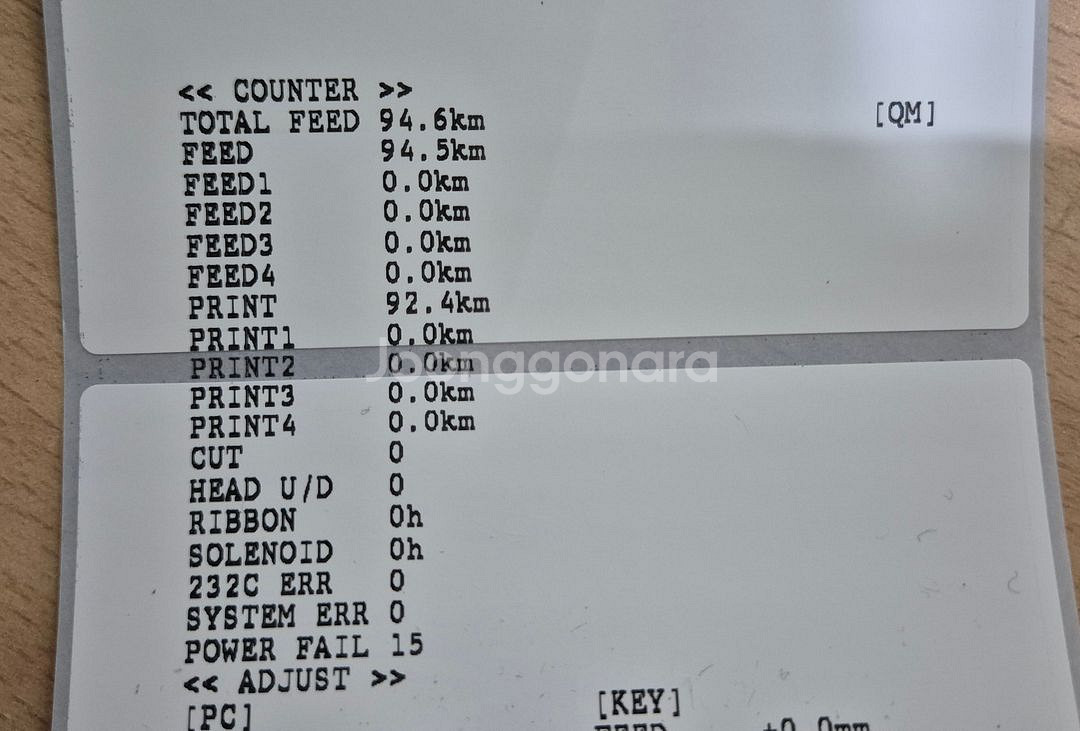 << COUNTER >>
[QM]
TOTAL FEED 94.6km
FEED 94.5km
FEED1 0.0km
FEED2 0.0km
FEED3 0.0km
FEED4 0.0km
PRINT 92.4km
PRINT1 0.0km
PRINT2 0.0km
Joonggonara
PRINT3 0.0km
PRINT4 0.0km
CUT 0
HEAD U/D 0
RIBBON 0h
SOLENOID 0h
232C ERR 0
SYSTEM ERR 0
POWER FAIL 15
<< ADJUST >>
[PC] [KEY]
FEED +0.0mm